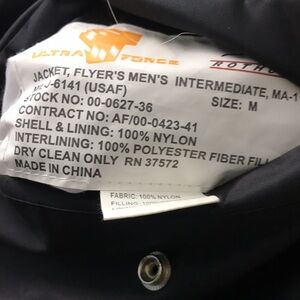 ULTRA FORCE
ROTHCO
JACKET, FLYER'S MEN'S INTERMEDIATE, MA-1
6141 (USAF) SIZE: M
STOCK NO: 00-0627-36
CONTRACT NO: AF/00-0423-41
SHELL & LINING: 100% NYLON
INTERLINING: 100% POLYESTER FIBER FILL
DRY CLEAN ONLY RN 37572
MADE IN CHINA
FABRIC: 100% NYLON
FILLING: 100%